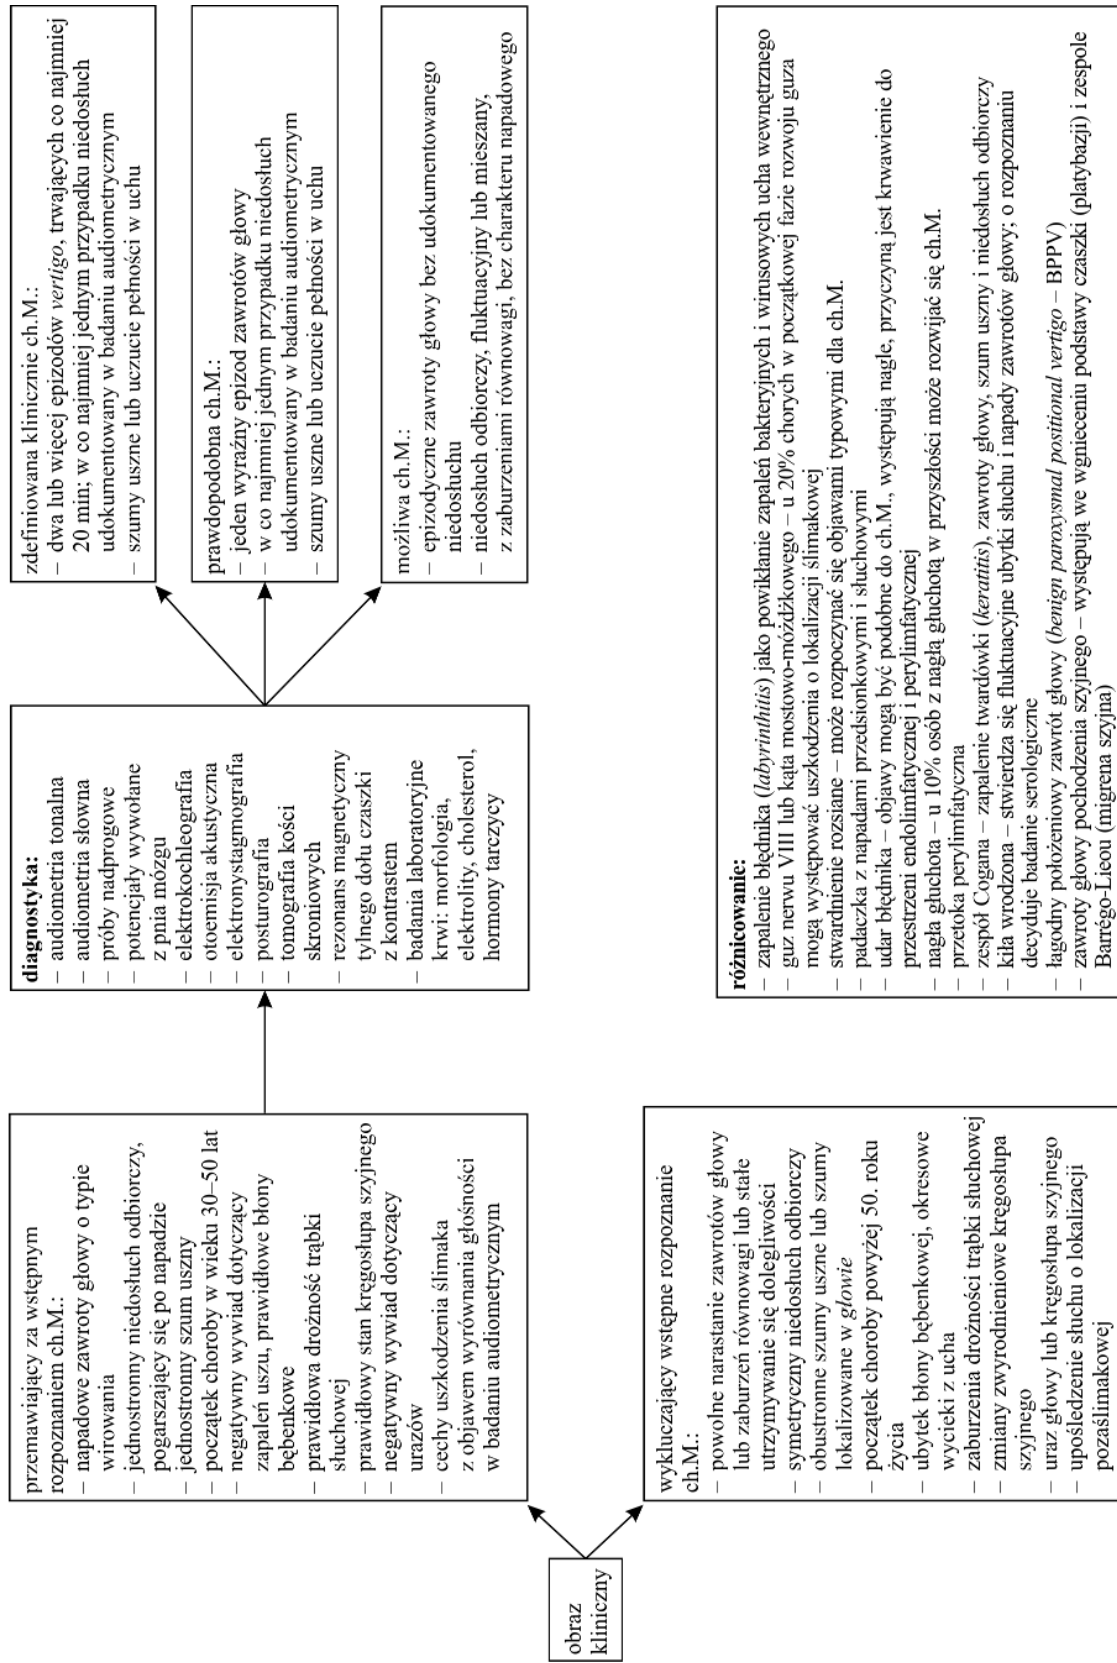 obraz
kliniczny
przemawiający za wstępnym
rozpoznaniem ch.M.:
– napadowe zawroty głowy o typie
wirowania
– jednostronny niedosłuch odbiorczy,
pogarszający się po napadzie
– jednostronny szum uszny
– początek choroby w wieku 30–50 lat
– negatywny wywiad dotyczący
zapaleń uszu, prawidłowe błony
bębenkowe
– prawidłowa drożność trąbki
słuchowej
– prawidłowy stan kręgosłupa szyjnego
– negatywny wywiad dotyczący
urazów
– cechy uszkodzenia ślimaka
z objawem wyrównania głośności
w badaniu audiometrycznym
wykluczający wstępne rozpoznanie
ch.M.:
– powolne narastanie zawrotów głowy
lub zaburzeń równowagi lub stałe
utrzymywanie się dolegliwości
– symetryczny niedosłuch odbiorczy
– obustronne szumy uszne lub szumy
lokalizowane w głowie
– początek choroby powyżej 50. roku
życia
– ubytek błony bębenkowej, okresowe
wycieki z ucha
– zaburzenia drożności trąbki słuchowej
– zmiany zwyrodnieniowe kręgosłupa
szyjnego
– uraz głowy lub kręgosłupa szyjnego
– upośledzenie słuchu o lokalizacji
pozaślimakowej
diagnostyka:
– audiometria tonalna
– audiometria słowna
– próby nadprogowe
– potencjały wywołane
z pnia mózgu
– elektrokochleografia
– otoemisja akustyczna
– elektronystagmografia
– posturografia
– tomografia kości
skroniowych
– rezonans magnetyczny
tylnego dołu czaszki
z kontrastem
– badania laboratoryjne
krwi: morfologia,
elektrolity, cholesterol,
hormony tarczycy
zdefiniowana klinicznie ch.M.:
– dwa lub więcej epizodów vertigo, trwających co najmniej
20 min; w co najmniej jednym przypadku niedosłuch
udokumentowany w badaniu audiometrycznym
– szumy uszne lub uczucie pełności w uchu
prawdopodobna ch.M.:
– jeden wyraźny epizod zawrotów głowy
– w co najmniej jednym przypadku niedosłuch
udokumentowany w badaniu audiometrycznym
– szumy uszne lub uczucie pełności w uchu
możliwa ch.M.:
– epizodyczne zawroty głowy bez udokumentowanego
niedosłuchu
– niedosłuch odbiorczy, fluktuacyjny lub mieszany,
z zaburzeniami równowagi, bez charakteru napadowego
różnicowanie:
– zapalenie błędnika (labyrinthitis) jako powikłanie zapaleń bakteryjnych i wirusowych ucha wewnętrznego
– guz nerwu VIII lub kąta mostowo-móżdżkowego – u 20% chorych w początkowej fazie rozwoju guza
mogą występować uszkodzenia o lokalizacji ślimakowej
– stwardnienie rozsiane – może rozpoczynać się objawami typowymi dla ch.M.
– padaczka z napadami przedsionkowymi i słuchowymi
– udar błędnika – objawy mogą być podobne do ch.M., występują nagle, przyczyną jest krwawienie do
przestrzeni endolimfatycznej i perylimfatycznej
– nagła głuchota – u 10% osób z nagłą głuchotą w przyszłości może rozwijać się ch.M.
– przetoka perylimfatyczna
– zespół Cogana – zapalenie twardówki (keratitis), zawroty głowy, szum uszny i niedosłuch odbiorczy
– kiła wrodzona – stwierdza się fluktuacyjne ubytki słuchu i napady zawrotów głowy; o rozpoznaniu
decyduje badanie serologiczne
– łagodny położeniowy zawrót głowy (benign paroxysmal positional vertigo – BPPV)
– zawroty głowy pochodzenia szyjnego – występują we wgnieceniu podstawy czaszki (platybazji) i zespole
Barrégo-Lieou (migrena szyjna)